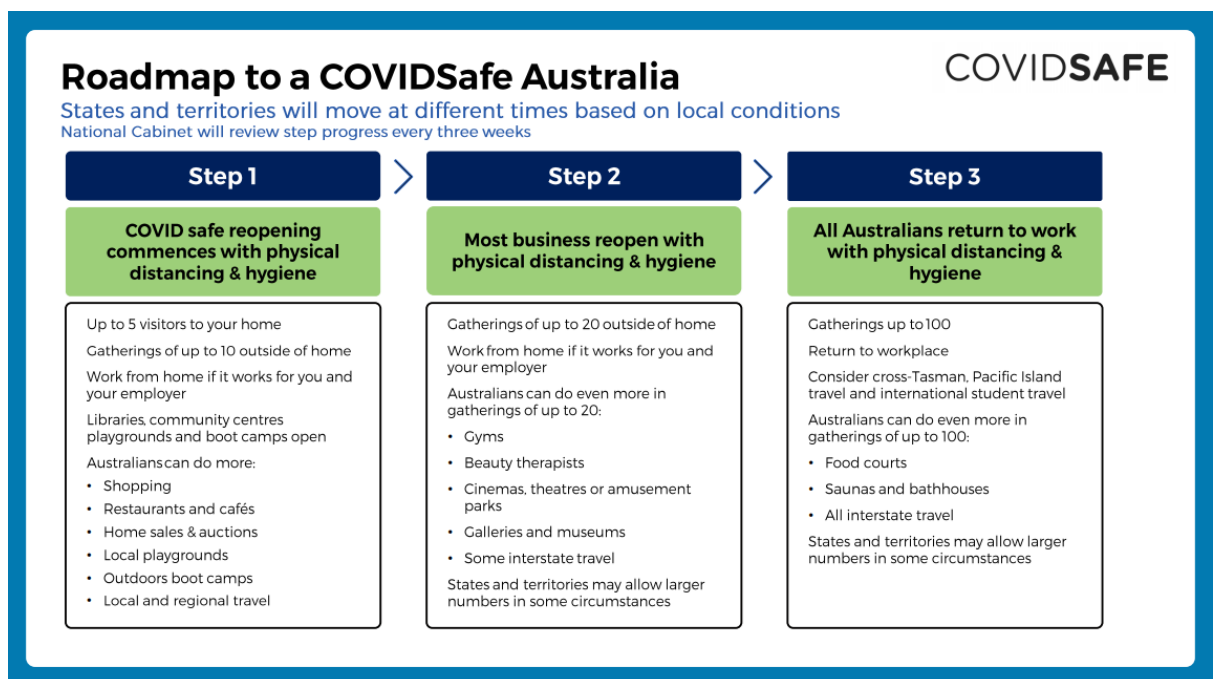 Roadmap to a COVIDSafe Australia
COVIDSAFE
States and territories will move at different times based on local conditions
National Cabinet will review step progress every three weeks
Step 1
COVID safe reopening
commences with physical
distancing & hygiene
Up to 5 visitors to your home
Gatherings of up to 10 outside of home
Work from home if it works for you and
your employer
Libraries, community centres
playgrounds and boot camps open
Australians can do more:
• Shopping
• Restaurants and cafés
• Home sales & auctions
• Local playgrounds
• Outdoors boot camps
• Local and regional travel
Step 2
Most business reopen with
physical distancing & hygiene
Gatherings of up to 20 outside of home
Work from home if it works for you and
your employer
Australians can do even more in
gatherings of up to 20:
• Gyms
• Beauty therapists
• Cinemas, theatres or amusement
parks
• Galleries and museums
• Some interstate travel
States and territories may allow larger
numbers in some circumstances
Step 3
All Australians return to work
with physical distancing &
hygiene
Gatherings up to 100
Return to workplace
Consider cross-Tasman, Pacific Island
travel and international student travel
Australians can do even more in
gatherings of up to 100:
• Food courts
• Saunas and bathhouses
• All interstate travel
States and territories may allow larger
numbers in some circumstances